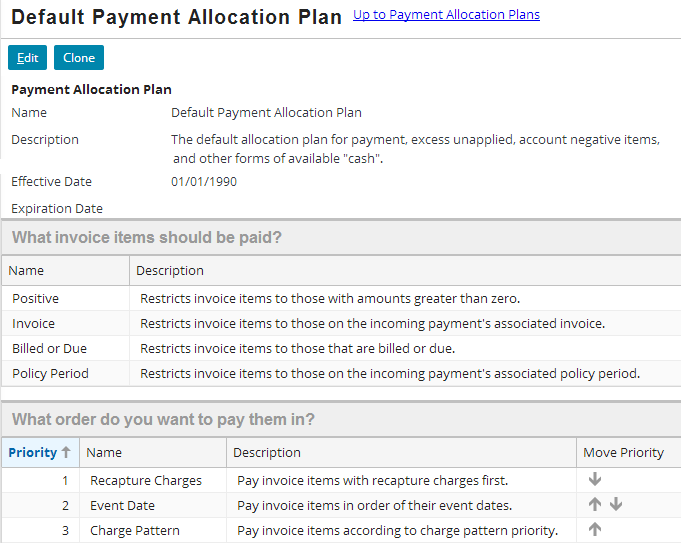 Default Payment Allocation Plan Up to Payment Allocation Plans
Edit Clone
Payment Allocation Plan
Name Default Payment Allocation Plan
Description The default allocation plan for payment, excess unapplied, account negative items,
and other forms of available "cash".
Effective Date 01/01/1990
Expiration Date
What invoice items should be paid?
Name Description
Positive Restricts invoice items to those with amounts greater than zero.
Invoice Restricts invoice items to those on the incoming payment's associated invoice.
Billed or Due Restricts invoice items to those that are billed or due.
Policy Period Restricts invoice items to those on the incoming payment's associated policy period.
What order do you want to pay them in?
Priority Name Description Move Priority
1 Recapture Charges Pay invoice items with recapture charges first.
2 Event Date Pay invoice items in order of their event dates.
3 Charge Pattern Pay invoice items according to charge pattern priority.